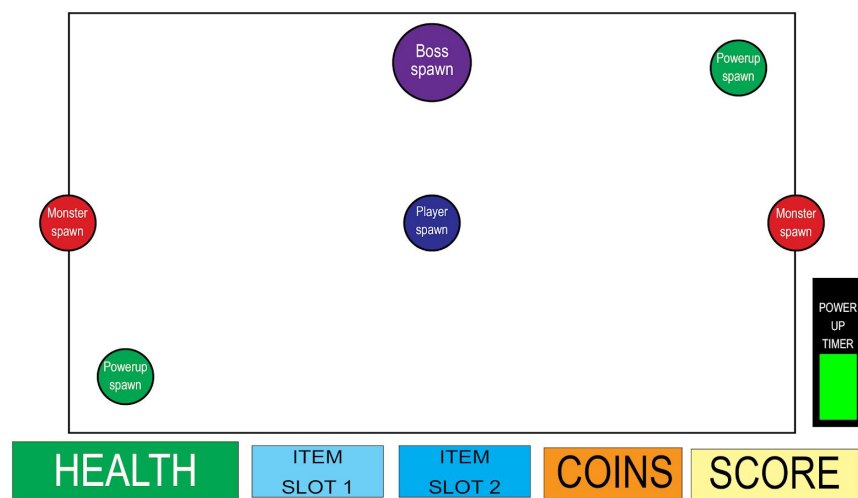 Boss
spawn
Powerup
spawn
Monster
spawn
Player
spawn
Monster
spawn
POWER
UP
TIMER
Powerup
spawn
HEALTH
ITEM
SLOT 1
ITEM
SLOT 2
COINS
SCORE